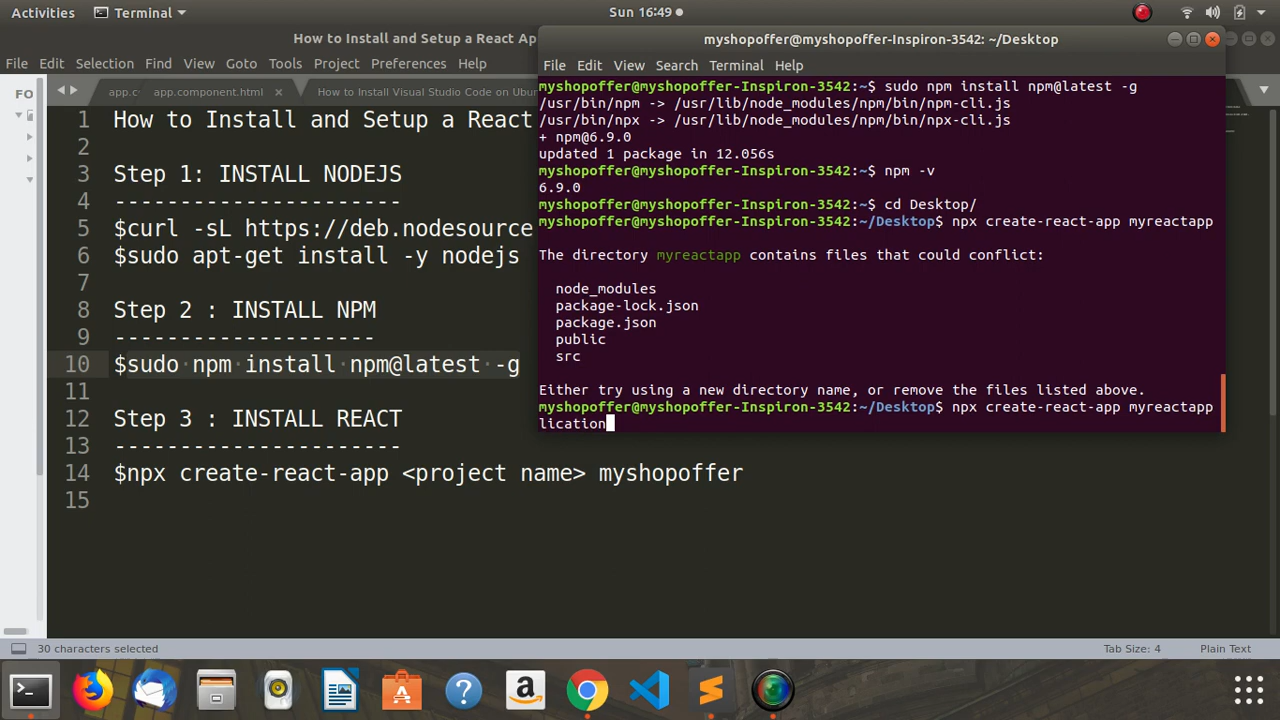 Activities Terminal Sun 16:49
How to Install and Setup a React Ap
File Edit Selection Find View Goto Tools Project Preferences Help
FO
app.c app.component.html × How to Install Visual Studio Code on Ubu
1 How to Install and Setup a React
2
3 Step 1: INSTALL NODEJS
4 ----------------------
5 $curl -sL https://deb.nodesource
6 $sudo apt-get install -y nodejs
7
8 Step 2 : INSTALL NPM
9 --------------------
10 $sudo npm install npm@latest -g
11
12 Step 3 : INSTALL REACT
13 ----------------------
14 $npx create-react-app <project name> myshopoffer
15
myshopoffer@myshopoffer-Inspiron-3542: ~/Desktop
File Edit View Search Terminal Help
myshopoffer@myshopoffer-Inspiron-3542:~$ sudo npm install npm@latest -g
/usr/bin/npm -> /usr/lib/node_modules/npm/bin/npm-cli.js
/usr/bin/npx -> /usr/lib/node_modules/npm/bin/npx-cli.js
+ npm@6.9.0
updated 1 package in 12.056s
myshopoffer@myshopoffer-Inspiron-3542:~$ npm -v
6.9.0
myshopoffer@myshopoffer-Inspiron-3542:~$ cd Desktop/
myshopoffer@myshopoffer-Inspiron-3542:~/Desktop$ npx create-react-app myreactapp
The directory myreactapp contains files that could conflict:
node_modules
package-lock.json
package.json
public
src
Either try using a new directory name, or remove the files listed above.
myshopoffer@myshopoffer-Inspiron-3542:~/Desktop$ npx create-react-app myreactapp
lication
30 characters selected Tab Size: 4 Plain Text